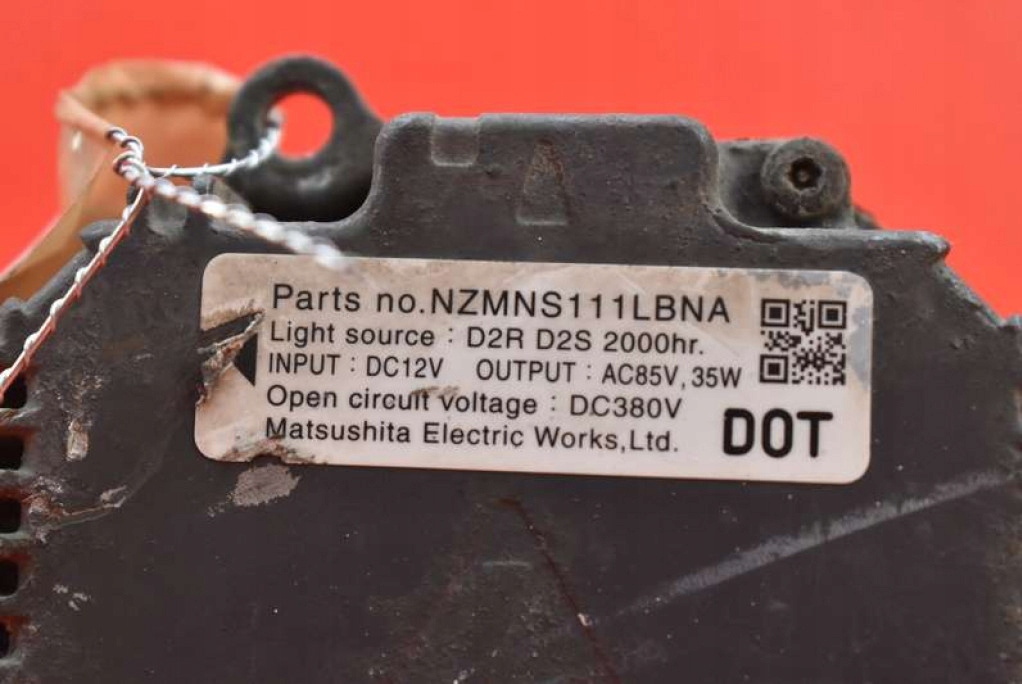 Parts no.NZMNS111LBNA
Light source : D2R D2S 2000hr.
INPUT : DC12V OUTPUT : AC85V, 35W
Open circuit voltage : DC380V
Matsushita Electric Works,Ltd.
DOT